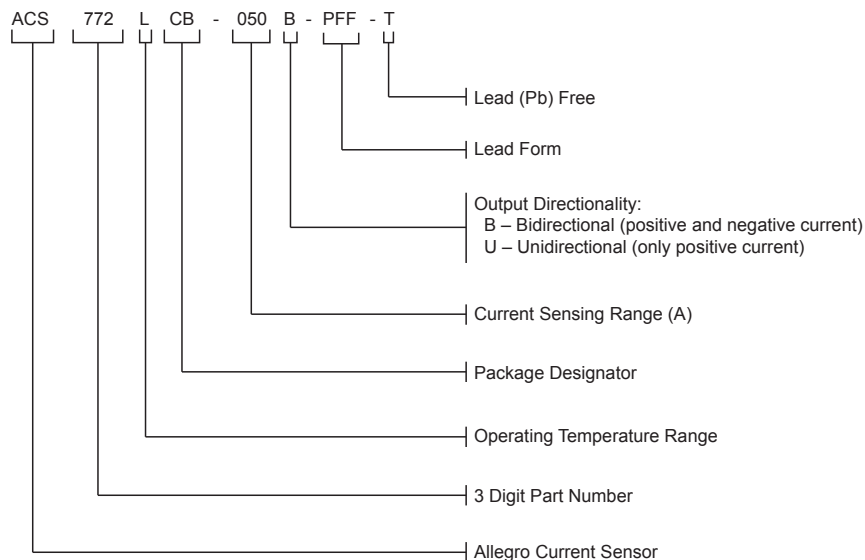 ACS 772 L CB - 050 B - PFF - T
Lead (Pb) Free
Lead Form
Output Directionality:
B – Bidirectional (positive and negative current)
U – Unidirectional (only positive current)
Current Sensing Range (A)
Package Designator
Operating Temperature Range
3 Digit Part Number
Allegro Current Sensor